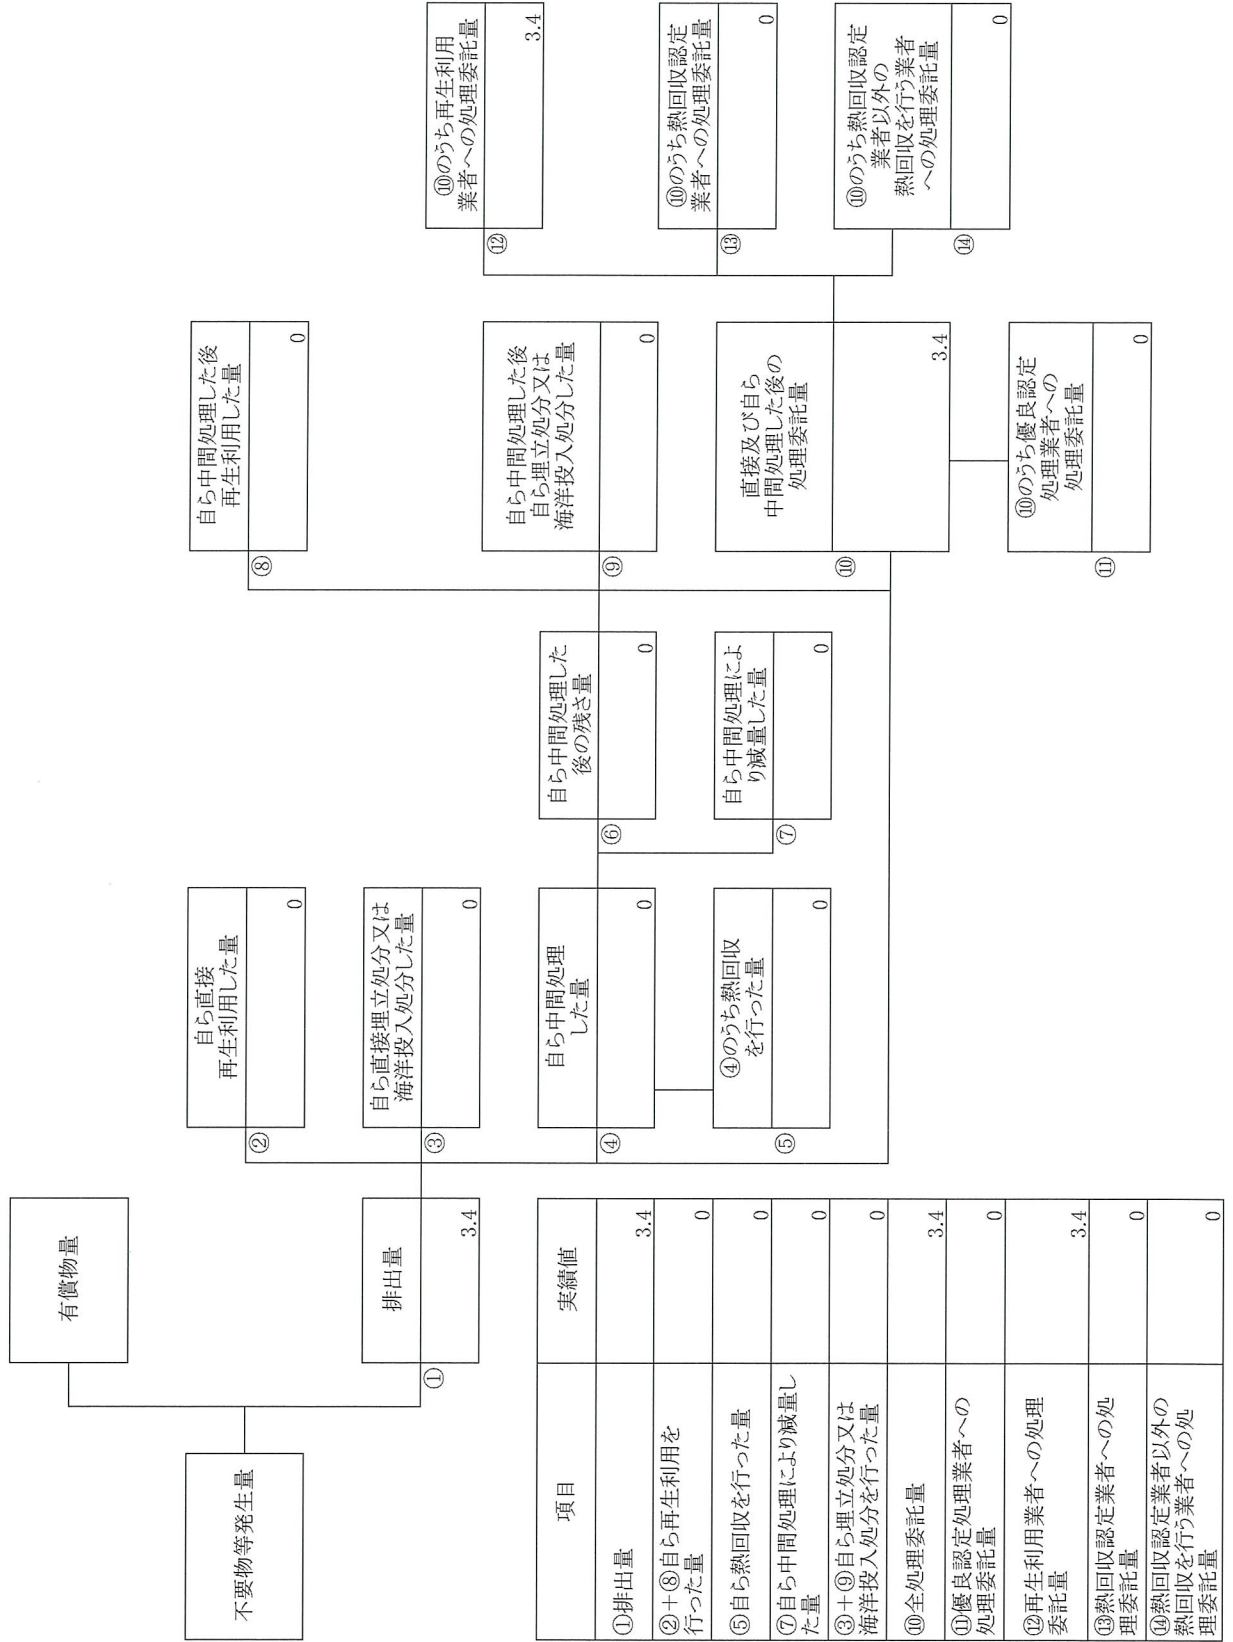 不要物等発生量
有償物量
①
排出量
3.4
②
自ら直接
再生利用した量
0
③
自ら直接埋立処分又は
海洋投入処分した量
0
④
自ら中間処理
した量
0
⑤
④のうち熱回収
を行った量
0
⑥
自ら中間処理した
後の残さ量
0
⑦
自ら中間処理によ
り減量した量
0
⑧
自ら中間処理した後
再生利用した量
0
⑨
自ら中間処理した後
自ら埋立処分又は
海洋投入処分した量
0
⑩
直接及び自ら
中間処理した後の
処理委託量
3.4
⑪
⑩のうち優良認定
処理業者への
処理委託量
0
⑫
⑩のうち再生利用
業者への処理委託量
3.4
⑬
⑩のうち熱回収認定
業者への処理委託量
0
⑭
⑩のうち熱回収認定
業者以外の
熱回収を行う業者
への処理委託量
0
項目 実績値
①排出量 3.4
②+⑧自ら再生利用を
行った量 0
⑤自ら熱回収を行った量 0
⑦自ら中間処理により減量し
た量 0
③+⑨自ら埋立処分又は
海洋投入処分を行った量 0
⑩全処理委託量 3.4
⑪優良認定処理業者への
処理委託量 0
⑫再生利用業者への処理
委託量 3.4
⑬熱回収認定業者への処
理委託量 0
⑭熱回収認定業者以外の
熱回収を行う業者への処
理委託量 0